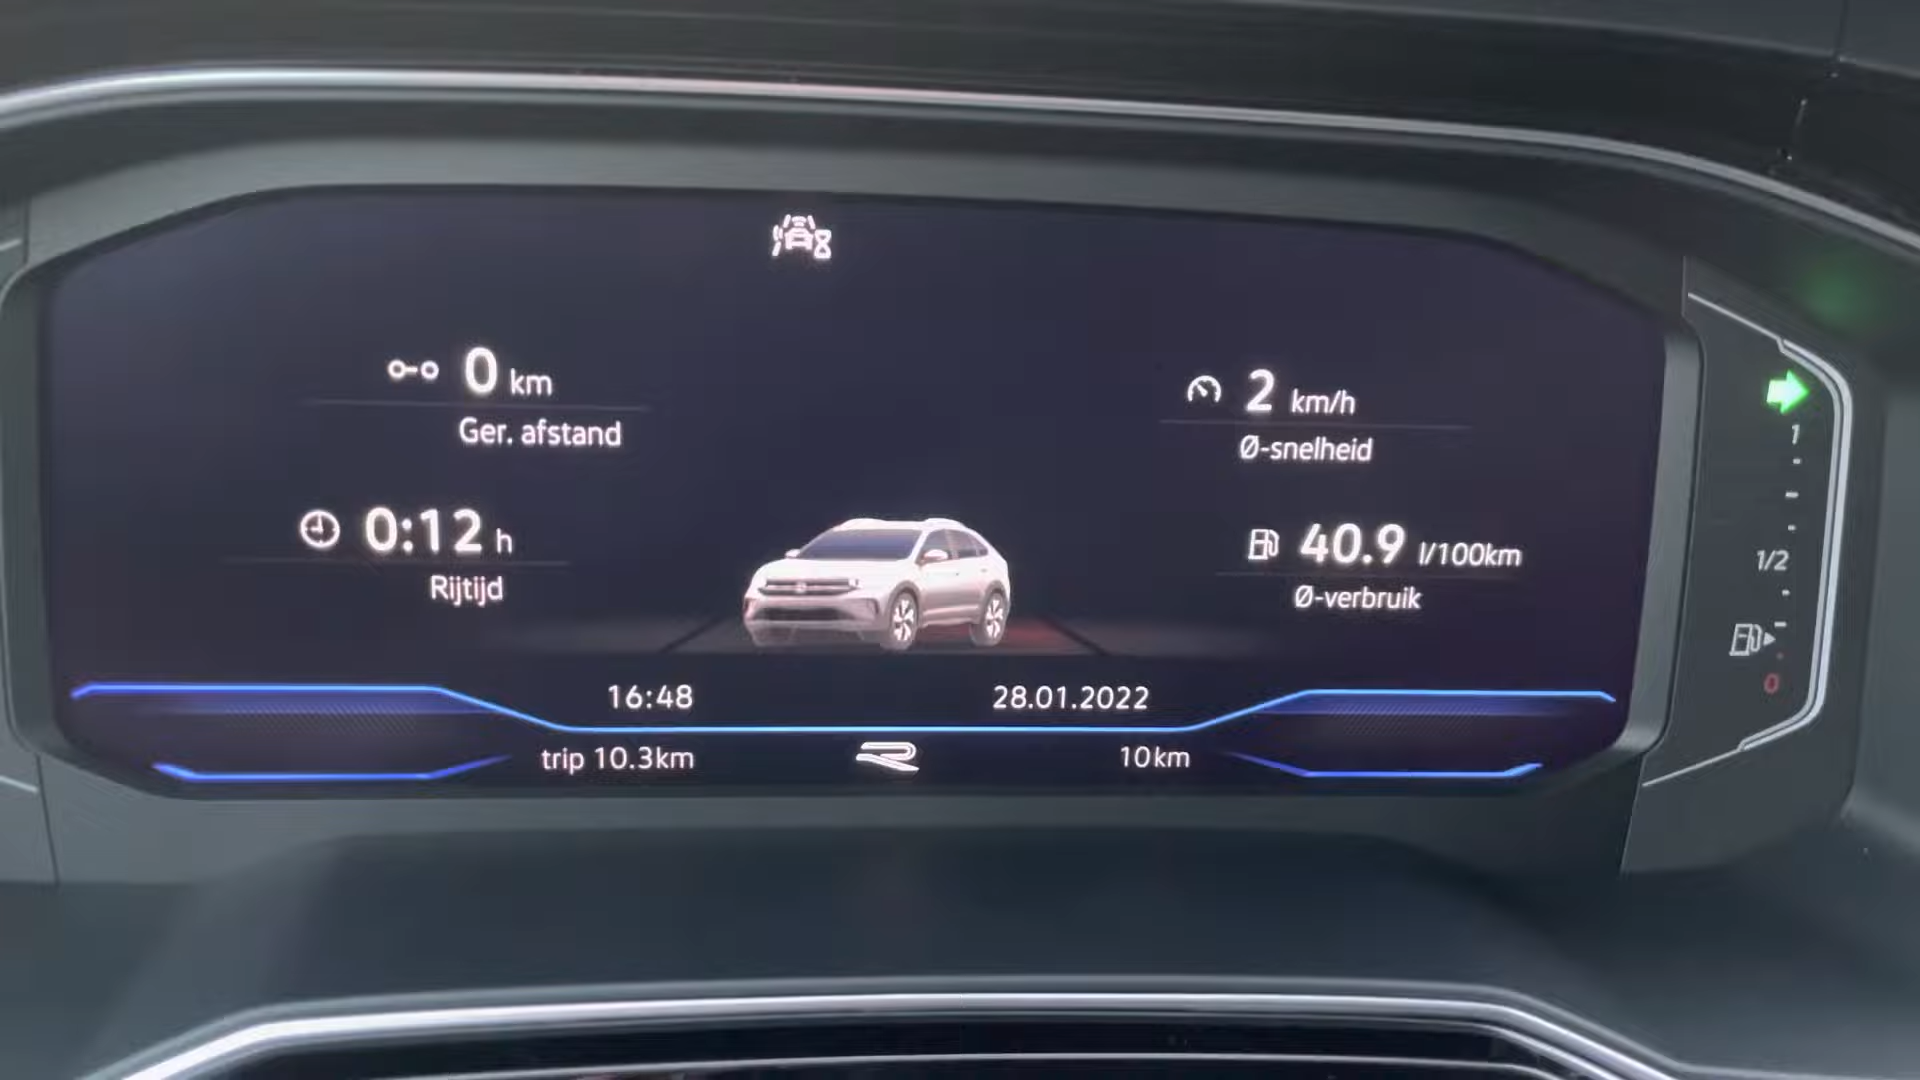 0 km
Ger. afstand
2 km/h
Ø-snelheid
0:12 h
Rijtijd
40.9 l/100km
Ø-verbruik
16:48
28.01.2022
trip 10.3km
10km
1
1/2
0